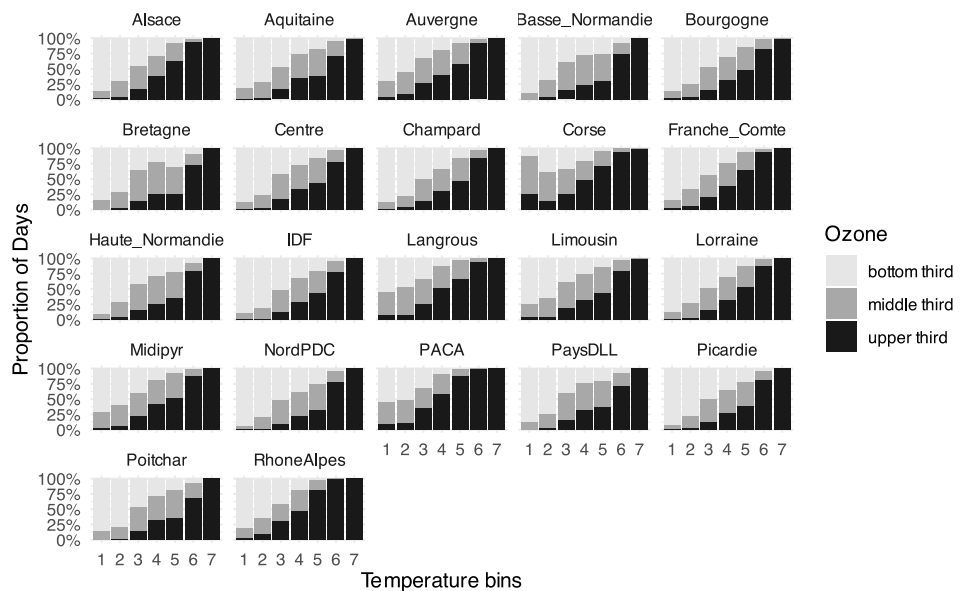 Alsace Aquitaine Auvergne Basse_Normandie Bourgogne
100%
75%
50%
25%
0%
Bretagne Centre Champard Corse Franche_Comte
100%
75%
50%
25%
0%
Haute_Normandie IDF Langrous Limousin Lorraine
100%
75%
50%
25%
0%
Midipyr NordPDC PACA PaysDLL Picardie
100%
75%
50%
25%
0%
1 2 3 4 5 6 7 1 2 3 4 5 6 7 1 2 3 4 5 6 7
Poitchar RhoneAlpes
100%
75%
50%
25%
0%
1 2 3 4 5 6 7 1 2 3 4 5 6 7
Temperature bins
Proportion of Days
Ozone
bottom third
middle third
upper third